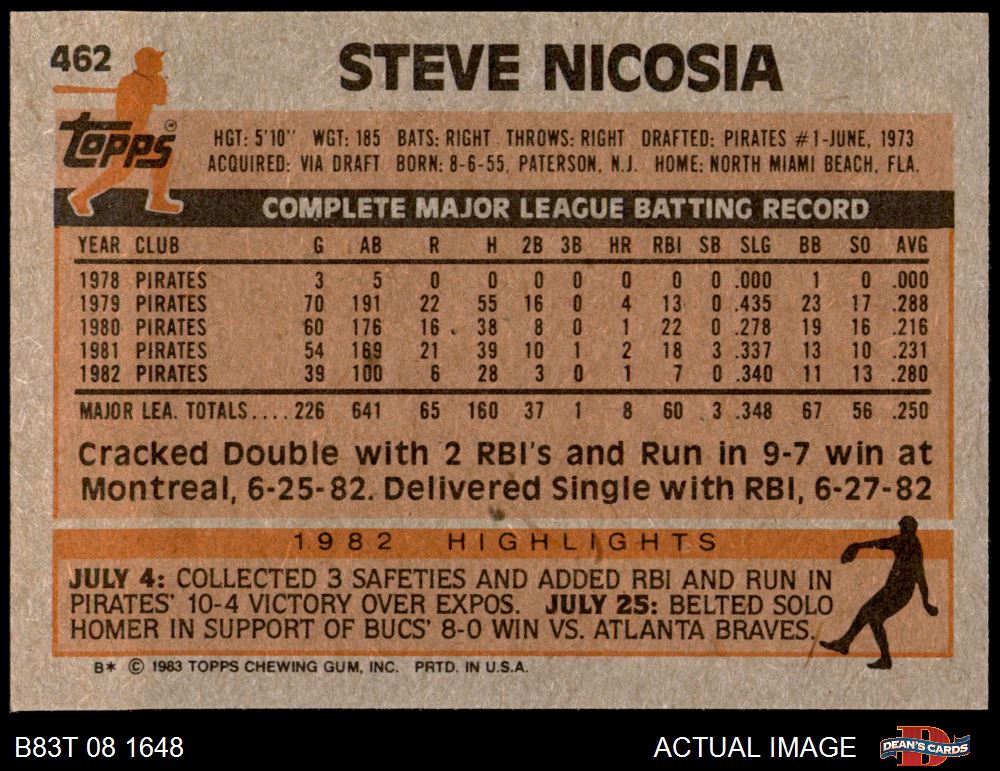 462
STEVE NICOSIA
Topps
HGT: 5'10" WGT: 185 BATS: RIGHT THROWS: RIGHT DRAFTED: PIRATES #1-JUNE, 1973
ACQUIRED: VIA DRAFT BORN: 8-6-55, PATERSON, N.J. HOME: NORTH MIAMI BEACH, FLA.
COMPLETE MAJOR LEAGUE BATTING RECORD
YEAR CLUB G AB R H 2B 3B HR RBI SB SLG BB SO AVG
1978 PIRATES 3 5 0 0 0 0 0 0 0 .000 1 0 .000
1979 PIRATES 70 191 22 55 16 0 4 13 0 .435 23 17 .288
1980 PIRATES 60 176 16 38 8 0 1 22 0 .278 19 16 .216
1981 PIRATES 54 169 21 39 10 1 2 18 3 .337 13 10 .231
1982 PIRATES 39 100 6 28 3 0 1 7 0 .340 11 13 .280
MAJOR LEA. TOTALS.... 226 641 65 160 37 1 8 60 3 .348 67 56 .250
Cracked Double with 2 RBI's and Run in 9-7 win at
Montreal, 6-25-82. Delivered Single with RBI, 6-27-82
1982 HIGHLIGHTS
JULY 4: COLLECTED 3 SAFETIES AND ADDED RBI AND RUN IN
PIRATES' 10-4 VICTORY OVER EXPOS. JULY 25: BELTED SOLO
HOMER IN SUPPORT OF BUCS' 8-0 WIN VS. ATLANTA BRAVES.
B* © 1983 TOPPS CHEWING GUM, INC. PRTD. IN U.S.A.
B83T 08 1648
ACTUAL IMAGE
DEAN'S CARDS